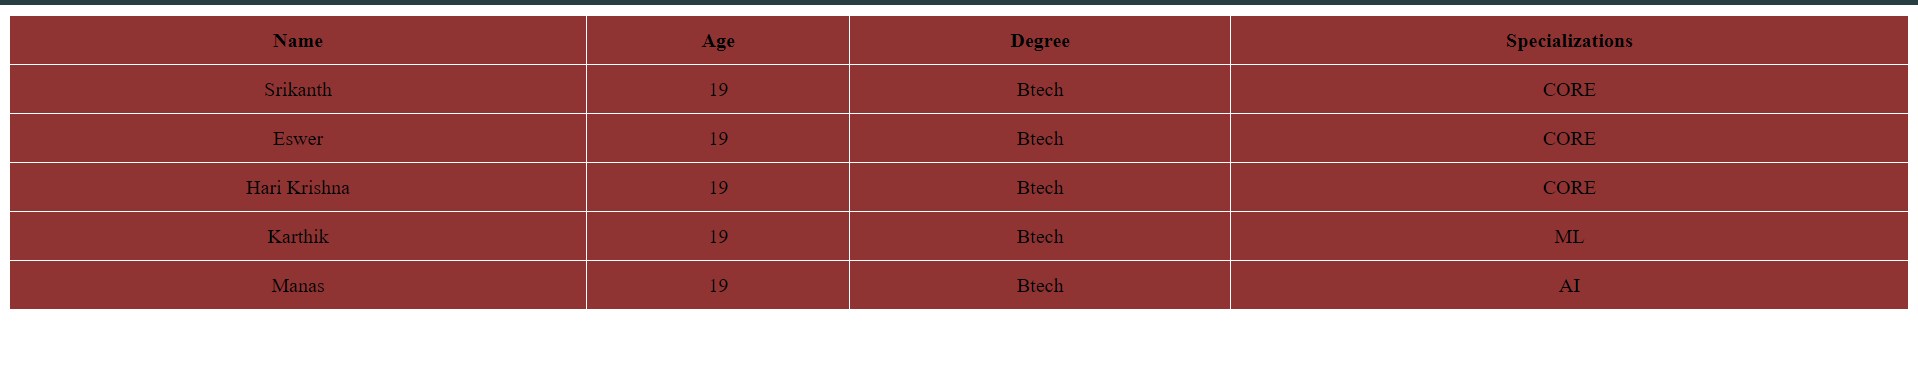 Name Age Degree Specializations
Srikanth 19 Btech CORE
Eswer 19 Btech CORE
Hari Krishna 19 Btech CORE
Karthik 19 Btech ML
Manas 19 Btech AI